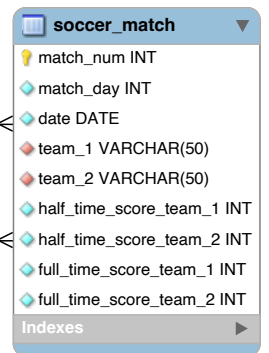 soccer_match
match_num INT
match_day INT
date DATE
team_1 VARCHAR(50)
team_2 VARCHAR(50)
half_time_score_team_1 INT
half_time_score_team_2 INT
full_time_score_team_1 INT
full_time_score_team_2 INT
Indexes